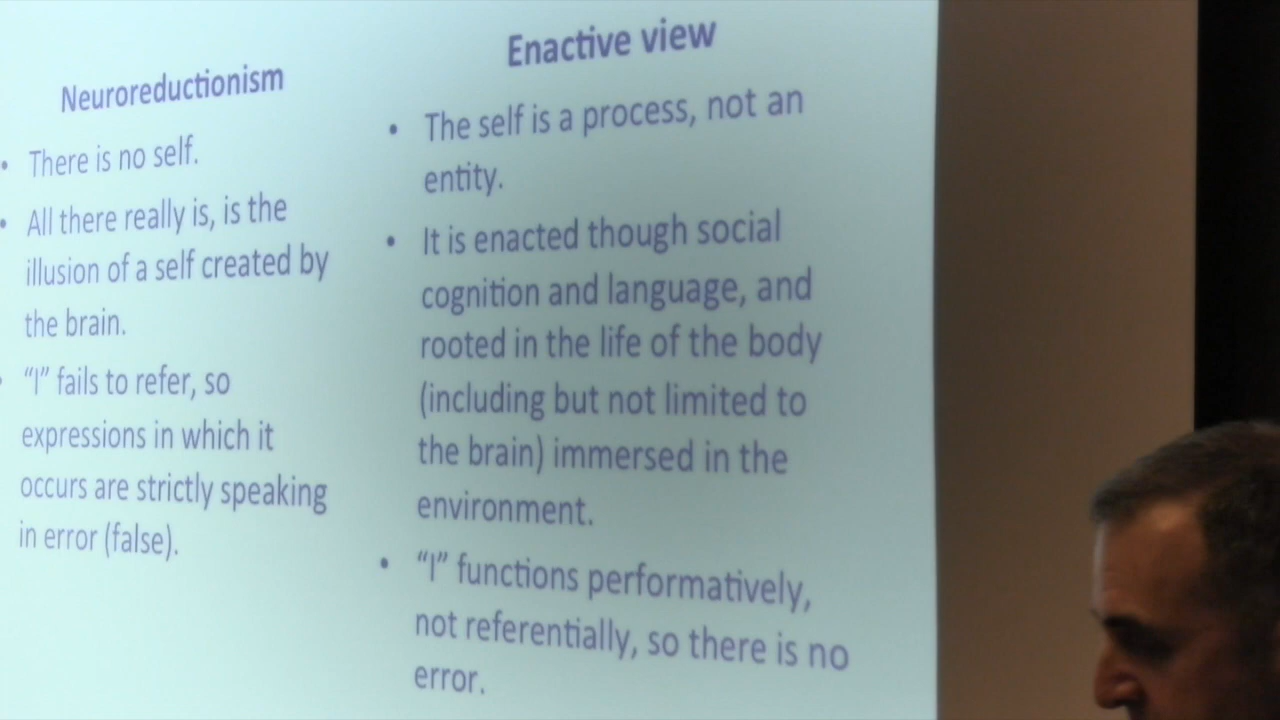 Neuroreductionism
• There is no self.
• All there really is, is the
illusion of a self created by
the brain.
• “I” fails to refer, so
expressions in which it
occurs are strictly speaking
in error (false).
Enactive view
• The self is a process, not an
entity.
• It is enacted though social
cognition and language, and
rooted in the life of the body
(including but not limited to
the brain) immersed in the
environment.
• “I” functions performatively,
not referentially, so there is no
error.